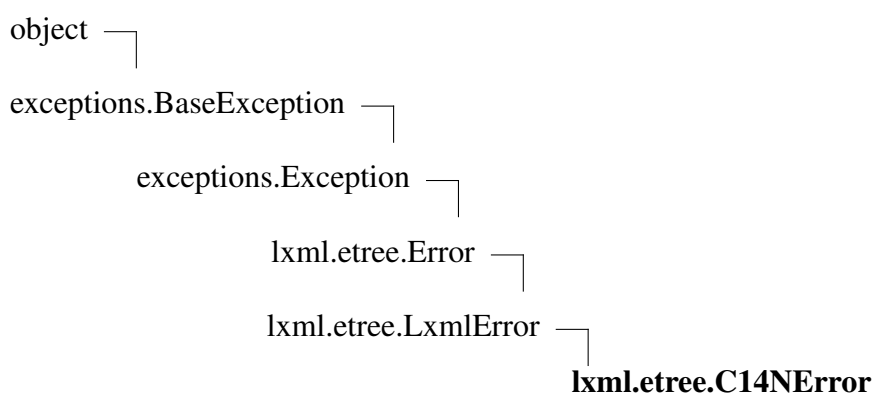 object
exceptions.BaseException
exceptions.Exception
lxml.etree.Error
lxml.etree.LxmlError
lxml.etree.C14NError